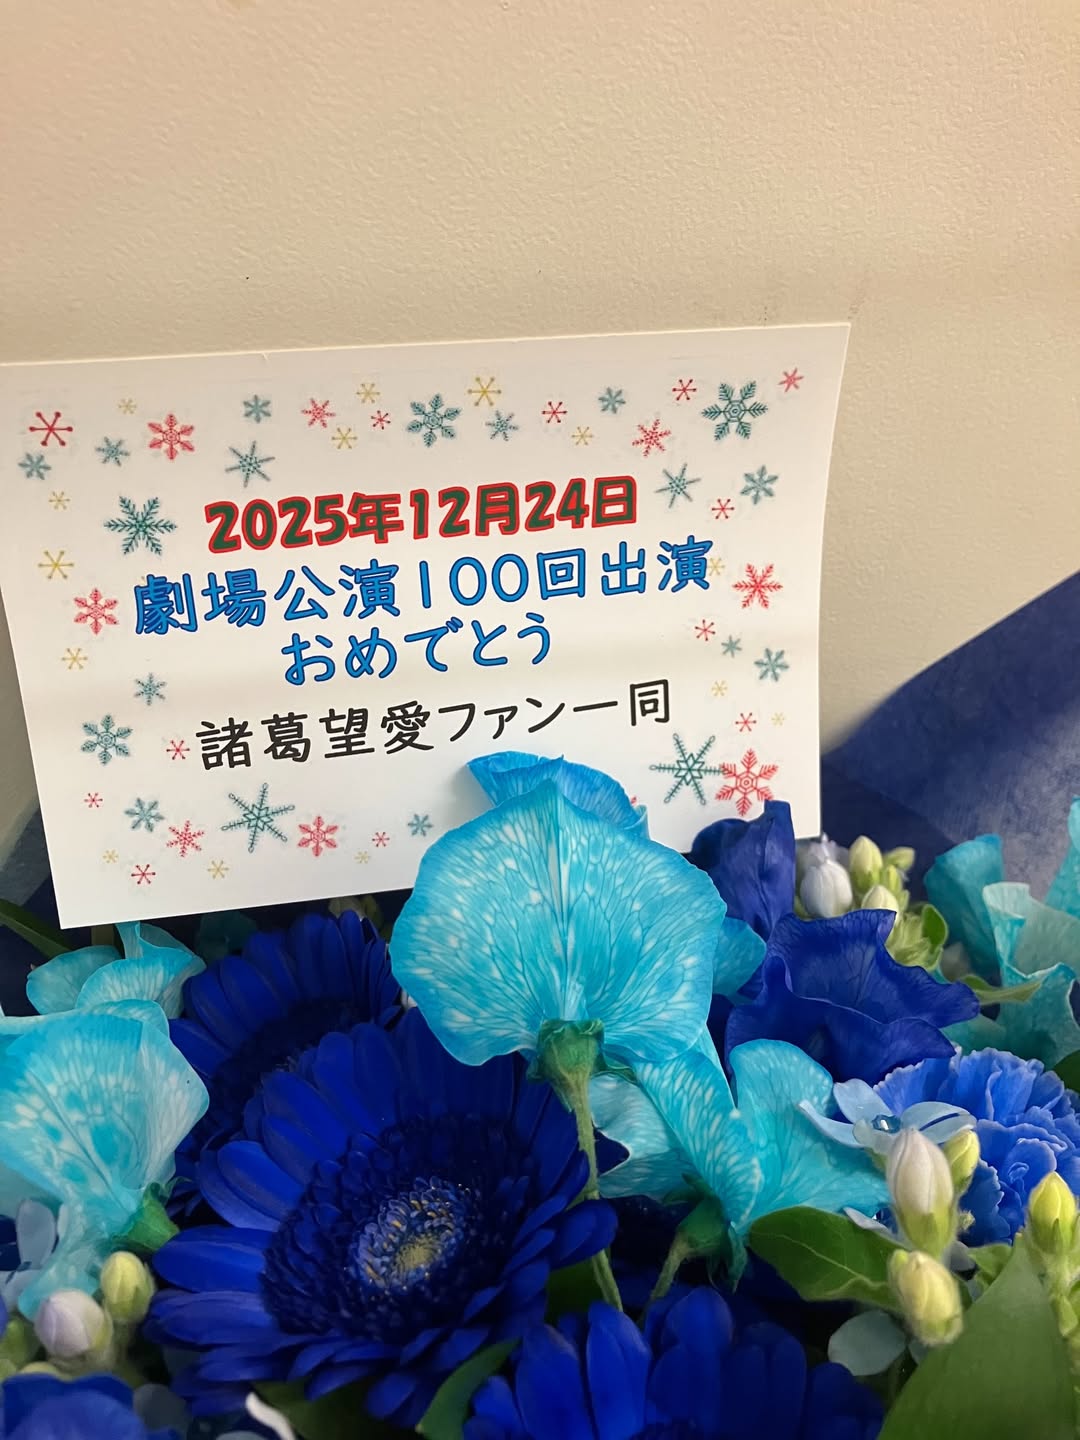 2025年12月24日
劇場公演100回出演
おめでとう
諸葛望愛ファン一同